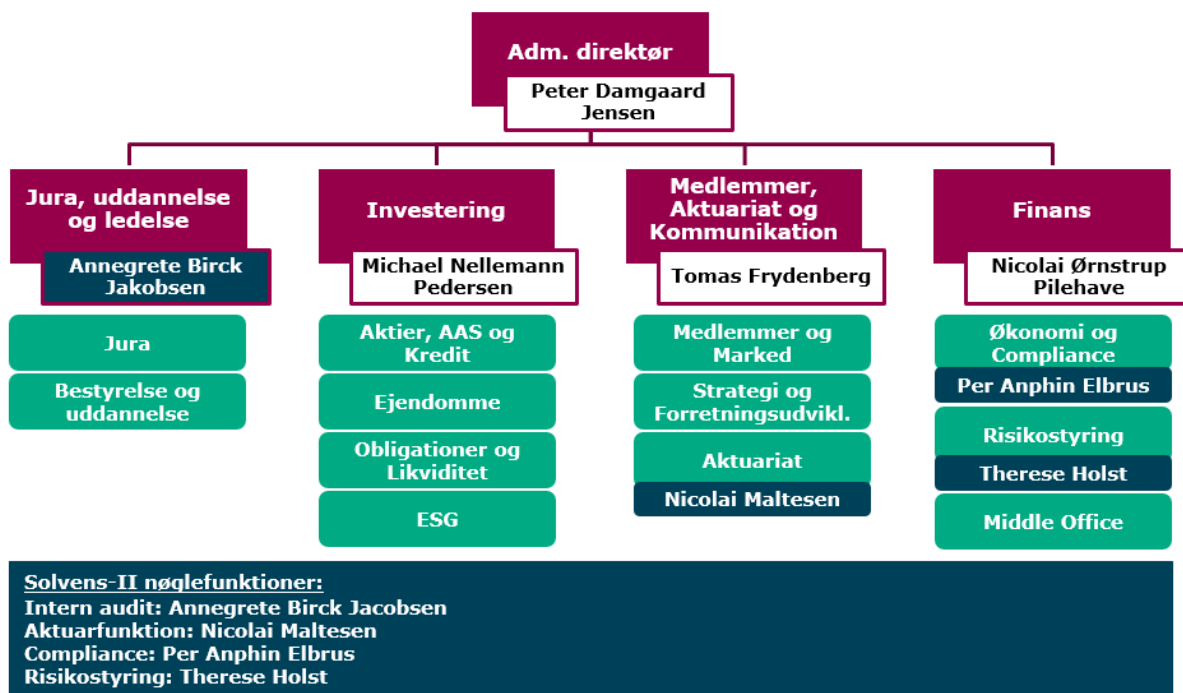 Adm. direktør
Peter Damgaard
Jensen
Jura, uddannelse
og ledelse
Annegrete Birck
Jakobsen
Jura
Bestyrelse og
uddannelse
Investering
Michael Nellemann
Pedersen
Aktier, AAS og
Kredit
Ejendomme
Obligationer og
Likviditet
ESG
Medlemmer,
Aktuariat og
Kommunikation
Tomas Frydenberg
Medlemmer og
Marked
Strategi og
Forretningsudvikl.
Aktuariat
Nicolai Maltesen
Finans
Nicolai Ørnstrup
Pilehave
Økonomi og
Compliance
Per Anphin Elbrus
Risikostyring
Therese Holst
Middle Office
Solvens-II nøglefunktioner:
Intern audit: Annegrete Birck Jacobsen
Aktuarfunktion: Nicolai Maltesen
Compliance: Per Anphin Elbrus
Risikostyring: Therese Holst